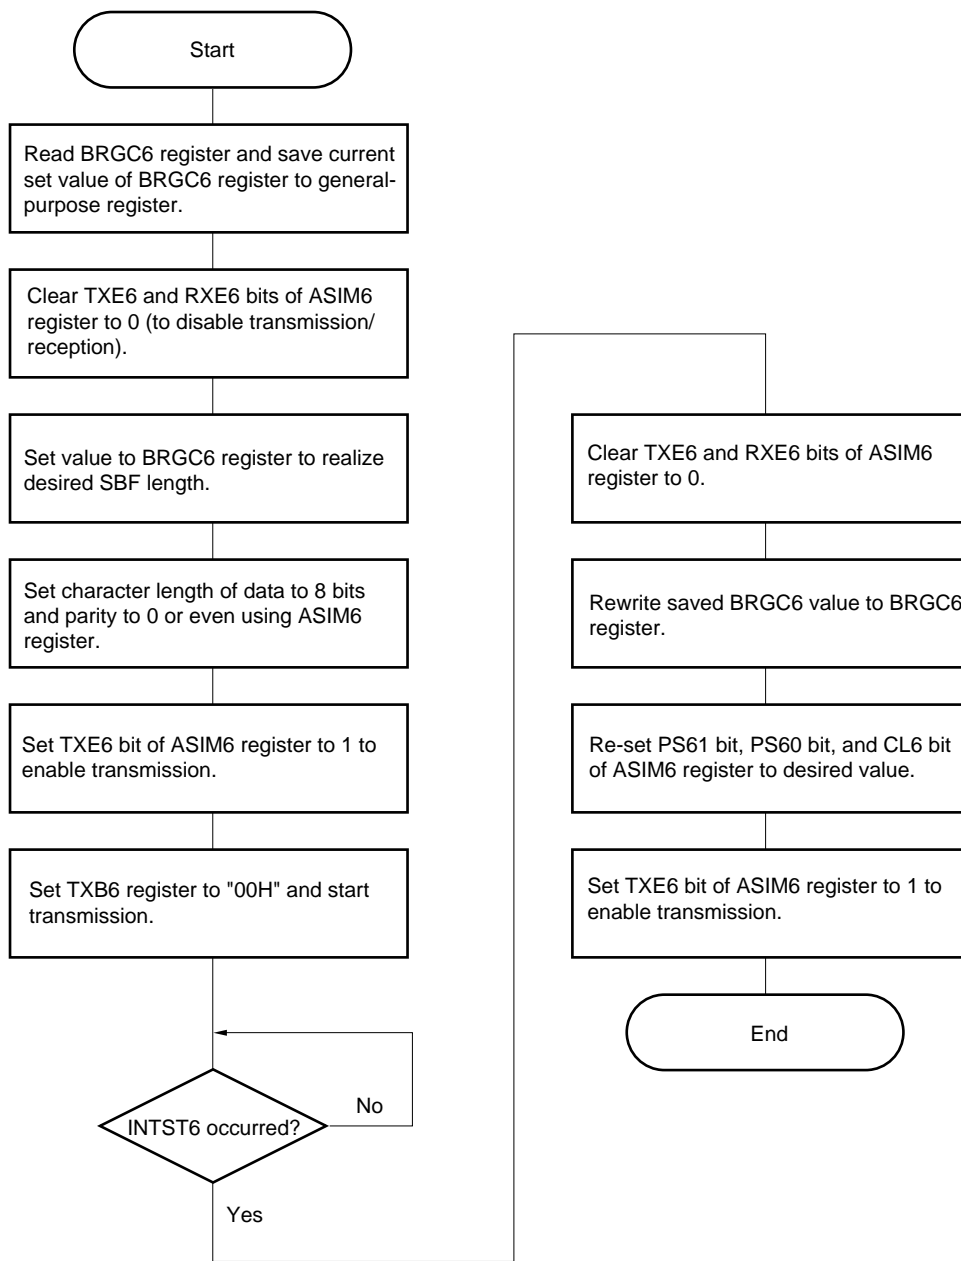 Start
Read BRGC6 register and save current
set value of BRGC6 register to general-
purpose register.
Clear TXE6 and RXE6 bits of ASIM6
register to 0 (to disable transmission/
reception).
Set value to BRGC6 register to realize
desired SBF length.
Set character length of data to 8 bits
and parity to 0 or even using ASIM6
register.
Set TXE6 bit of ASIM6 register to 1 to
enable transmission.
Set TXB6 register to "00H" and start
transmission.
INTST6 occurred?
No
Yes
Clear TXE6 and RXE6 bits of ASIM6
register to 0.
Rewrite saved BRGC6 value to BRGC6
register.
Re-set PS61 bit, PS60 bit, and CL6 bit
of ASIM6 register to desired value.
Set TXE6 bit of ASIM6 register to 1 to
enable transmission.
End